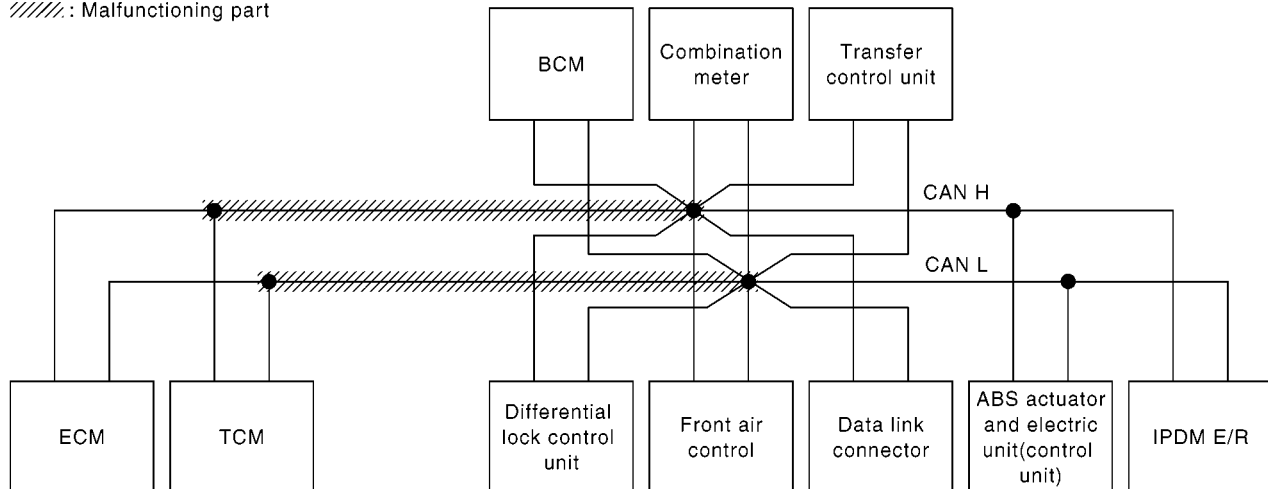 : Malfunctioning part
BCM
Combination
meter
Transfer
control unit
CAN H
CAN L
ECM
TCM
Differential
lock control
unit
Front air
control
Data link
connector
ABS actuator
and electric
unit(control
unit)
IPDM E/R